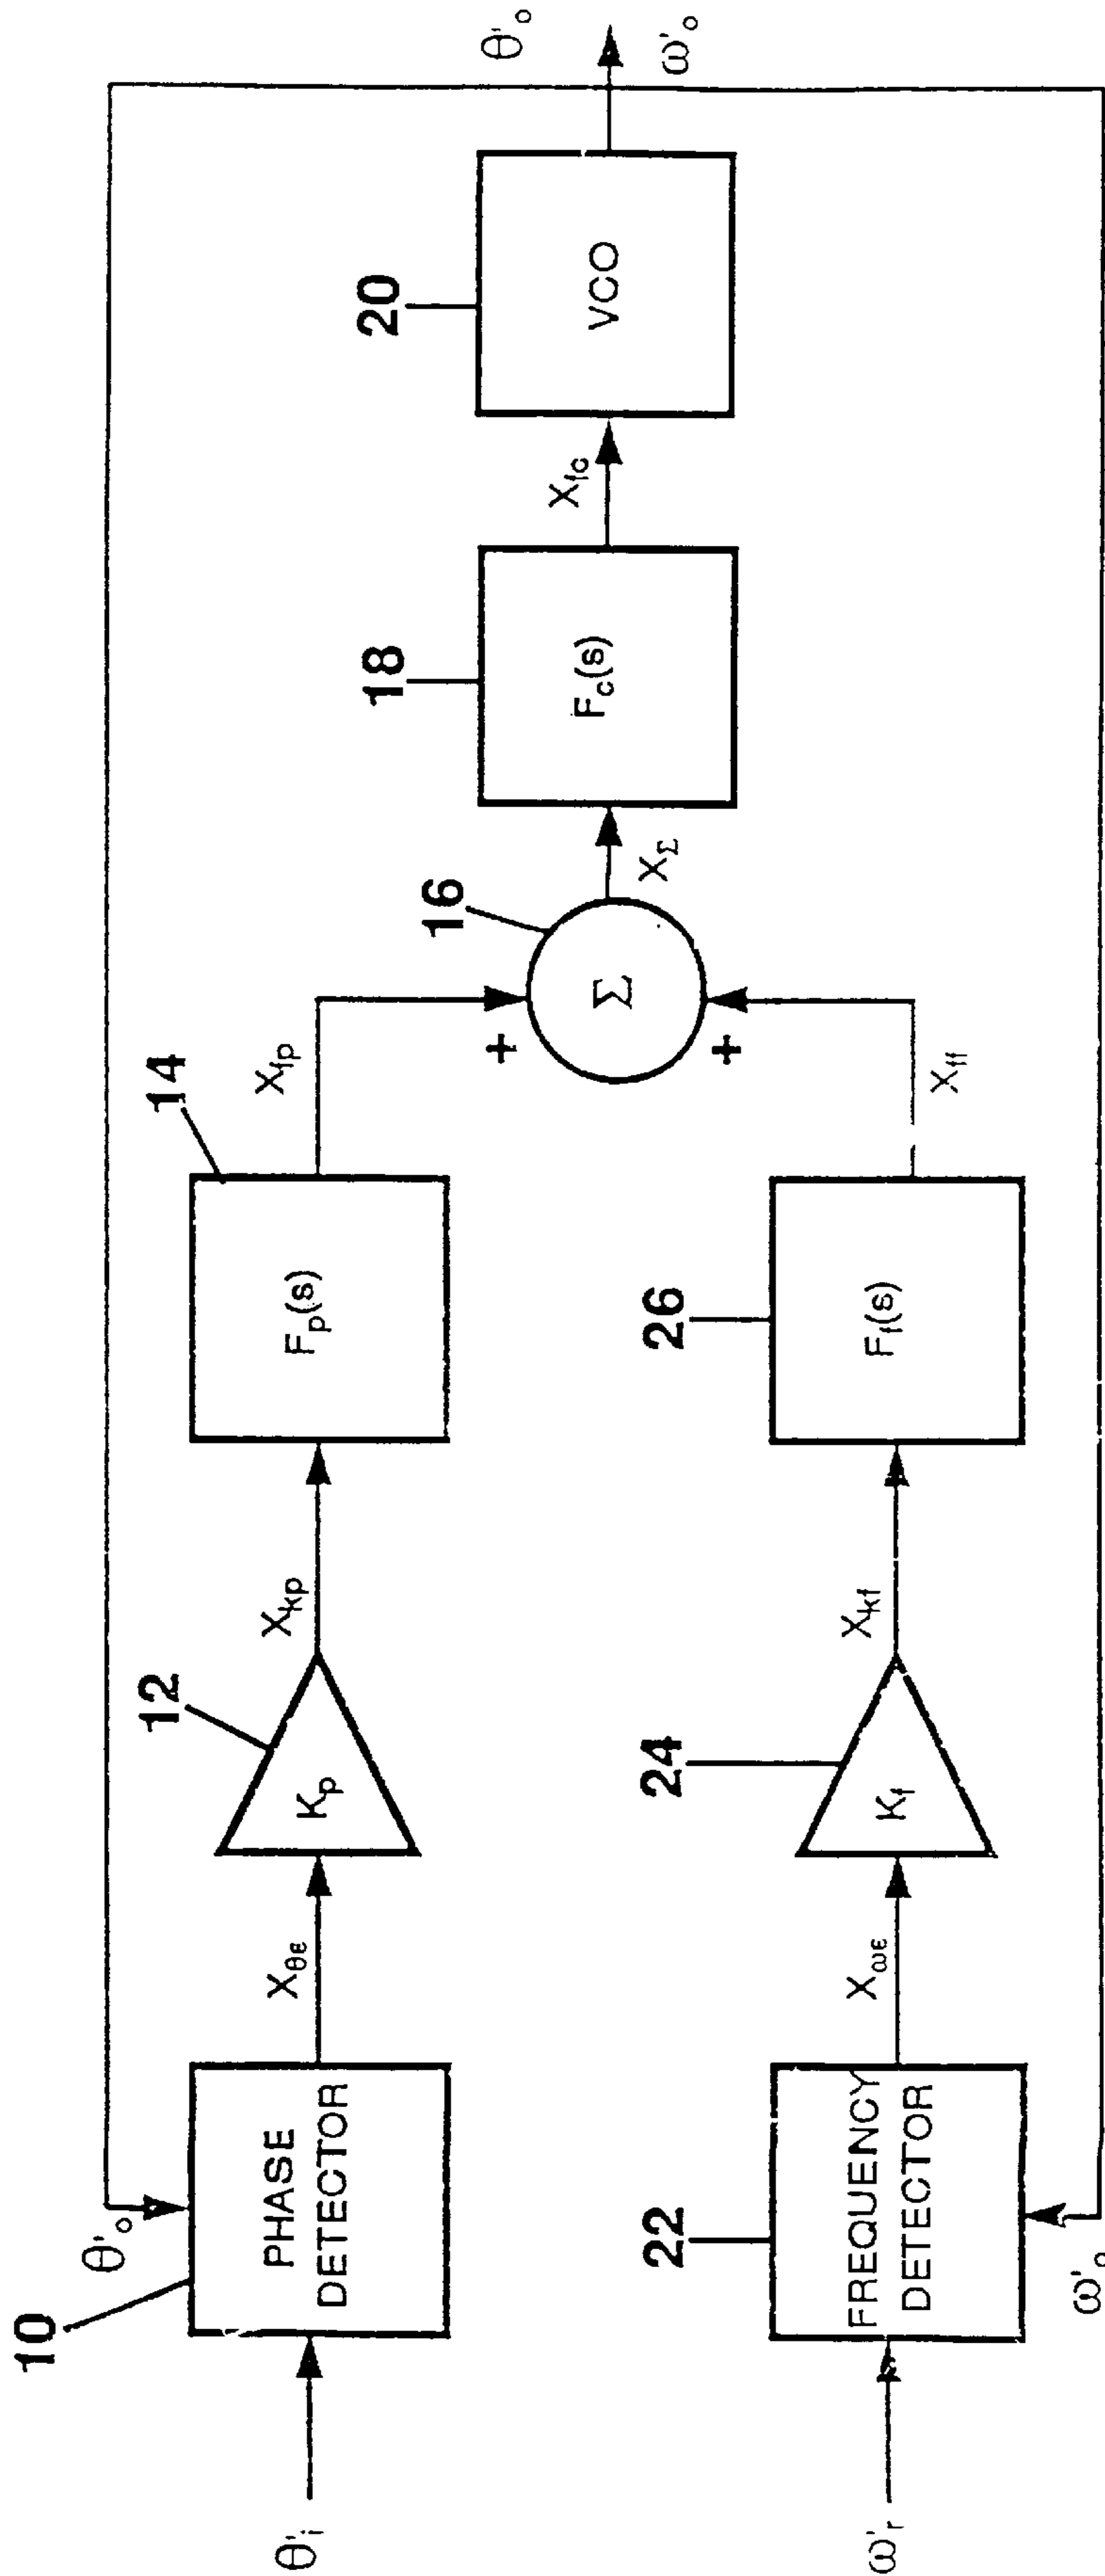 θ'o
10
θ'i
PHASE
DETECTOR
Xθε
12
Kp
Xkp
14
Fp(s)
Xfp
+
16
Σ
+
XΣ
18
Fc(s)
Xfc
20
VCO
θ'o
ω'o
22
ω'r
FREQUENCY
DETECTOR
ω'o
Xωε
24
Kf
Xkf
26
Ff(s)
Xff